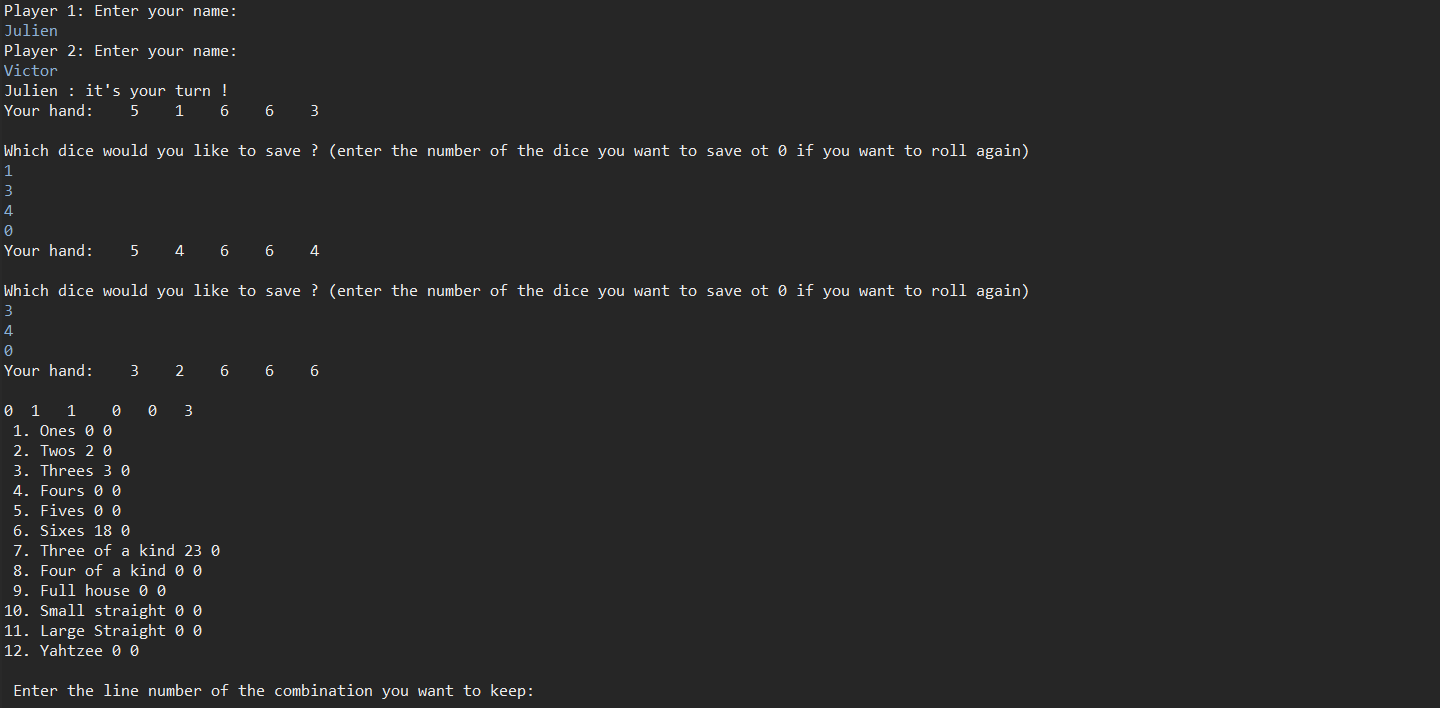 Player 1: Enter your name:
Julien
Player 2: Enter your name:
Victor
Julien : it's your turn !
Your hand:    5    1    6    6    3
Which dice would you like to save ? (enter the number of the dice you want to save ot 0 if you want to roll again)
1
3
4
0
Your hand:    5    4    6    6    4
Which dice would you like to save ? (enter the number of the dice you want to save ot 0 if you want to roll again)
3
4
0
Your hand:    3    2    6    6    6
0  1   1    0   0   3
1. Ones 0 0
2. Twos 2 0
3. Threes 3 0
4. Fours 0 0
5. Fives 0 0
6. Sixes 18 0
7. Three of a kind 23 0
8. Four of a kind 0 0
9. Full house 0 0
10. Small straight 0 0
11. Large Straight 0 0
12. Yahtzee 0 0
Enter the line number of the combination you want to keep: